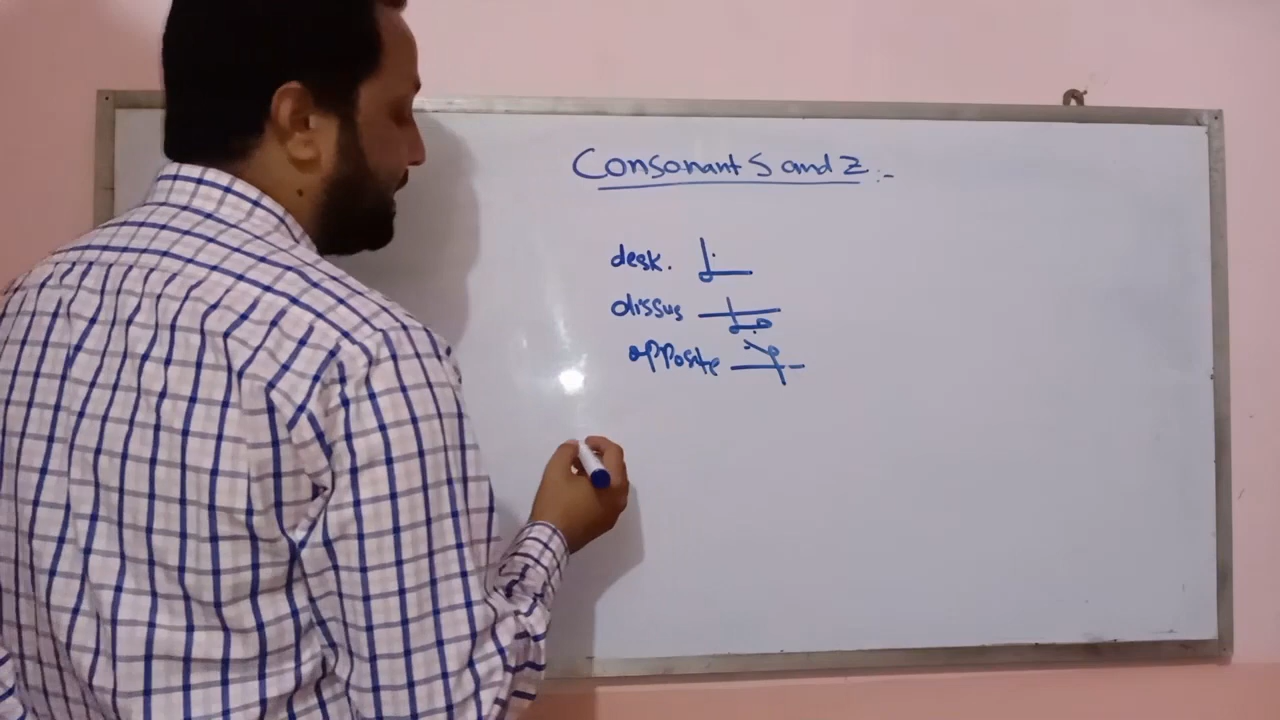 Consonant S and Z :-
desk.
dissus
opposite